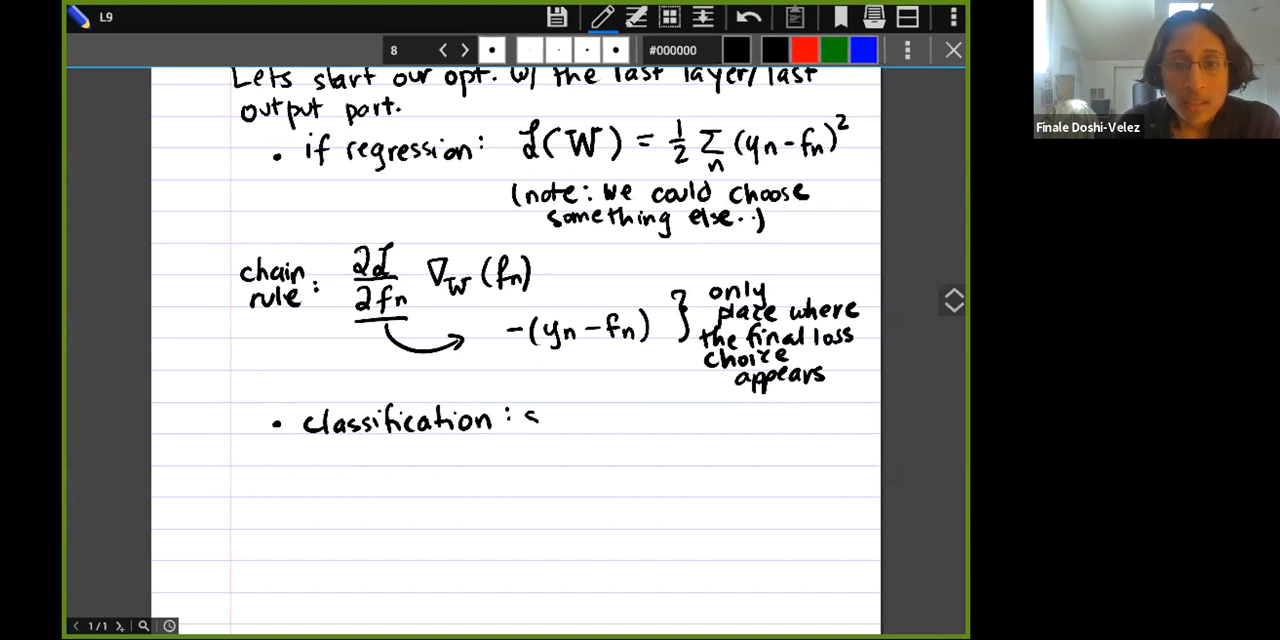 L9
8
#000000
Finale Doshi-Velez
Lets start our opt. w/ the last layer/last
output part.
• if regression: ℒ(W) = 1/2 Σn (yn - fn)²
(note: we could choose
something else..)
chain rule: ∂ℒ/∂fn ∇W (fn)
-(yn - fn) } only
place where
the final loss
choice
appears
• classification: s
1/1